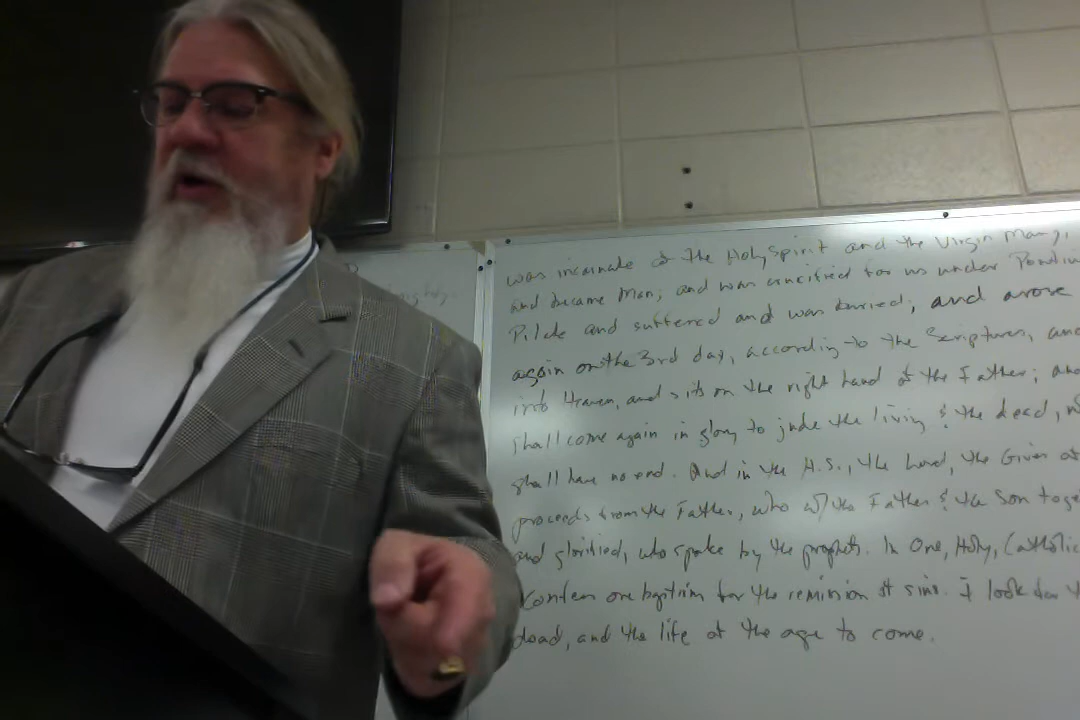 was incarnate of the Holy Spirit and the Virgin Mary,
and became Man; and was crucified for us under Pontiu
Pilate and suffered and was buried; and arose
again on the 3rd day, according to the Scriptures, and
into Heaven, and sits on the right hand of the Father; and
shall come again in glory to jude the living & the dead,
shall have no end. And in the H.S., the Lord, the Giver of
proceeds from the Father, who w/ the Father & the Son toge
and glorified, who spoke by the prophets. In One, Holy, Catholic
confess one baptism for the remission of sins. I look for
dead, and the life of the age to come.